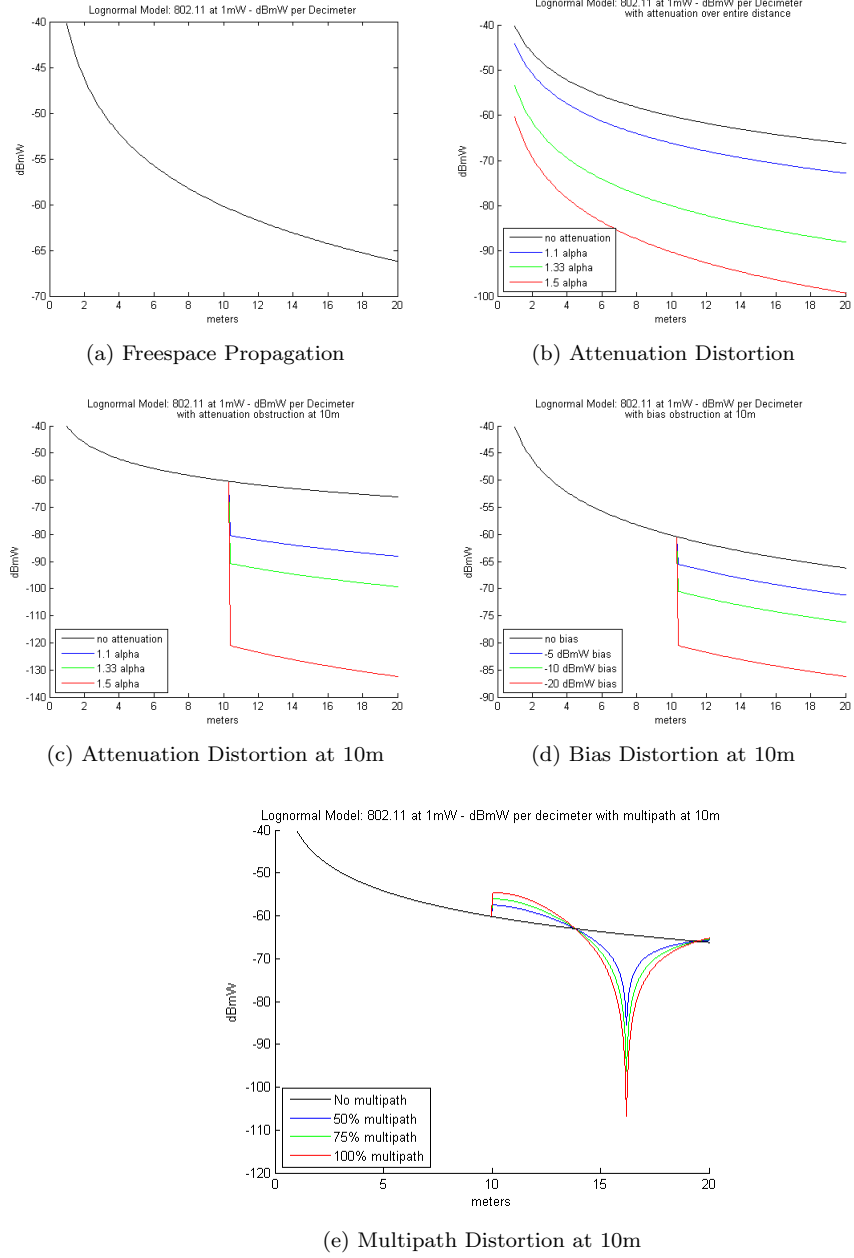 Lognormal Model: 802.11 at 1mW - dBmW per Decimeter
-40
-45
-50
-55
-60
-65
-70
dBmW
0 2 4 6 8 10 12 14 16 18 20
meters
(a) Freespace Propagation
Lognormal Model: 802.11 at 1mW - dBmW per Decimeter
with attenuation over entire distance
-40
-50
-60
-70
-80
-90
-100
dBmW
no attenuation
1.1 alpha
1.33 alpha
1.5 alpha
0 2 4 6 8 10 12 14 16 18 20
meters
(b) Attenuation Distortion
Lognormal Model: 802.11 at 1mW - dBmW per Decimeter
with attenuation obstruction at 10m
-40
-50
-60
-70
-80
-90
-100
-110
-120
-130
-140
dBmW
no attenuation
1.1 alpha
1.33 alpha
1.5 alpha
0 2 4 6 8 10 12 14 16 18 20
meters
(c) Attenuation Distortion at 10m
Lognormal Model: 802.11 at 1mW - dBmW per Decimeter
with bias obstruction at 10m
-40
-45
-50
-55
-60
-65
-70
-75
-80
-85
-90
dBmW
no bias
-5 dBmW bias
-10 dBmW bias
-20 dBmW bias
0 2 4 6 8 10 12 14 16 18 20
meters
(d) Bias Distortion at 10m
Lognormal Model: 802.11 at 1mW - dBmW per decimeter with multipath at 10m
-40
-50
-60
-70
-80
-90
-100
-110
-120
dBmW
No multipath
50% multipath
75% multipath
100% multipath
0 5 10 15 20
meters
(e) Multipath Distortion at 10m